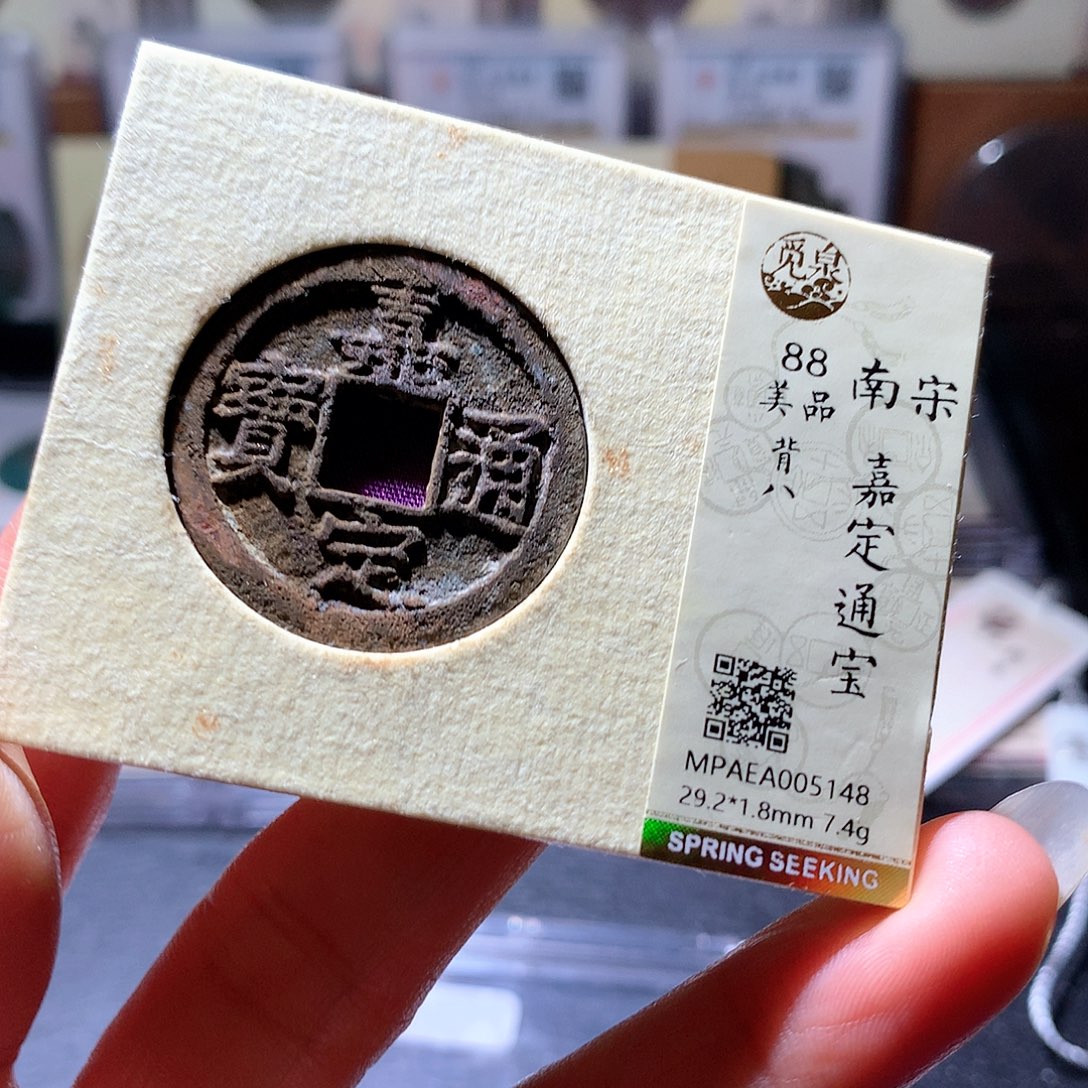 嘉定通寶
觅泉
88
美品
背八
南宋
嘉定通宝
MPAEA005148
29.2*1.8mm 7.4g
SPRING SEEKING